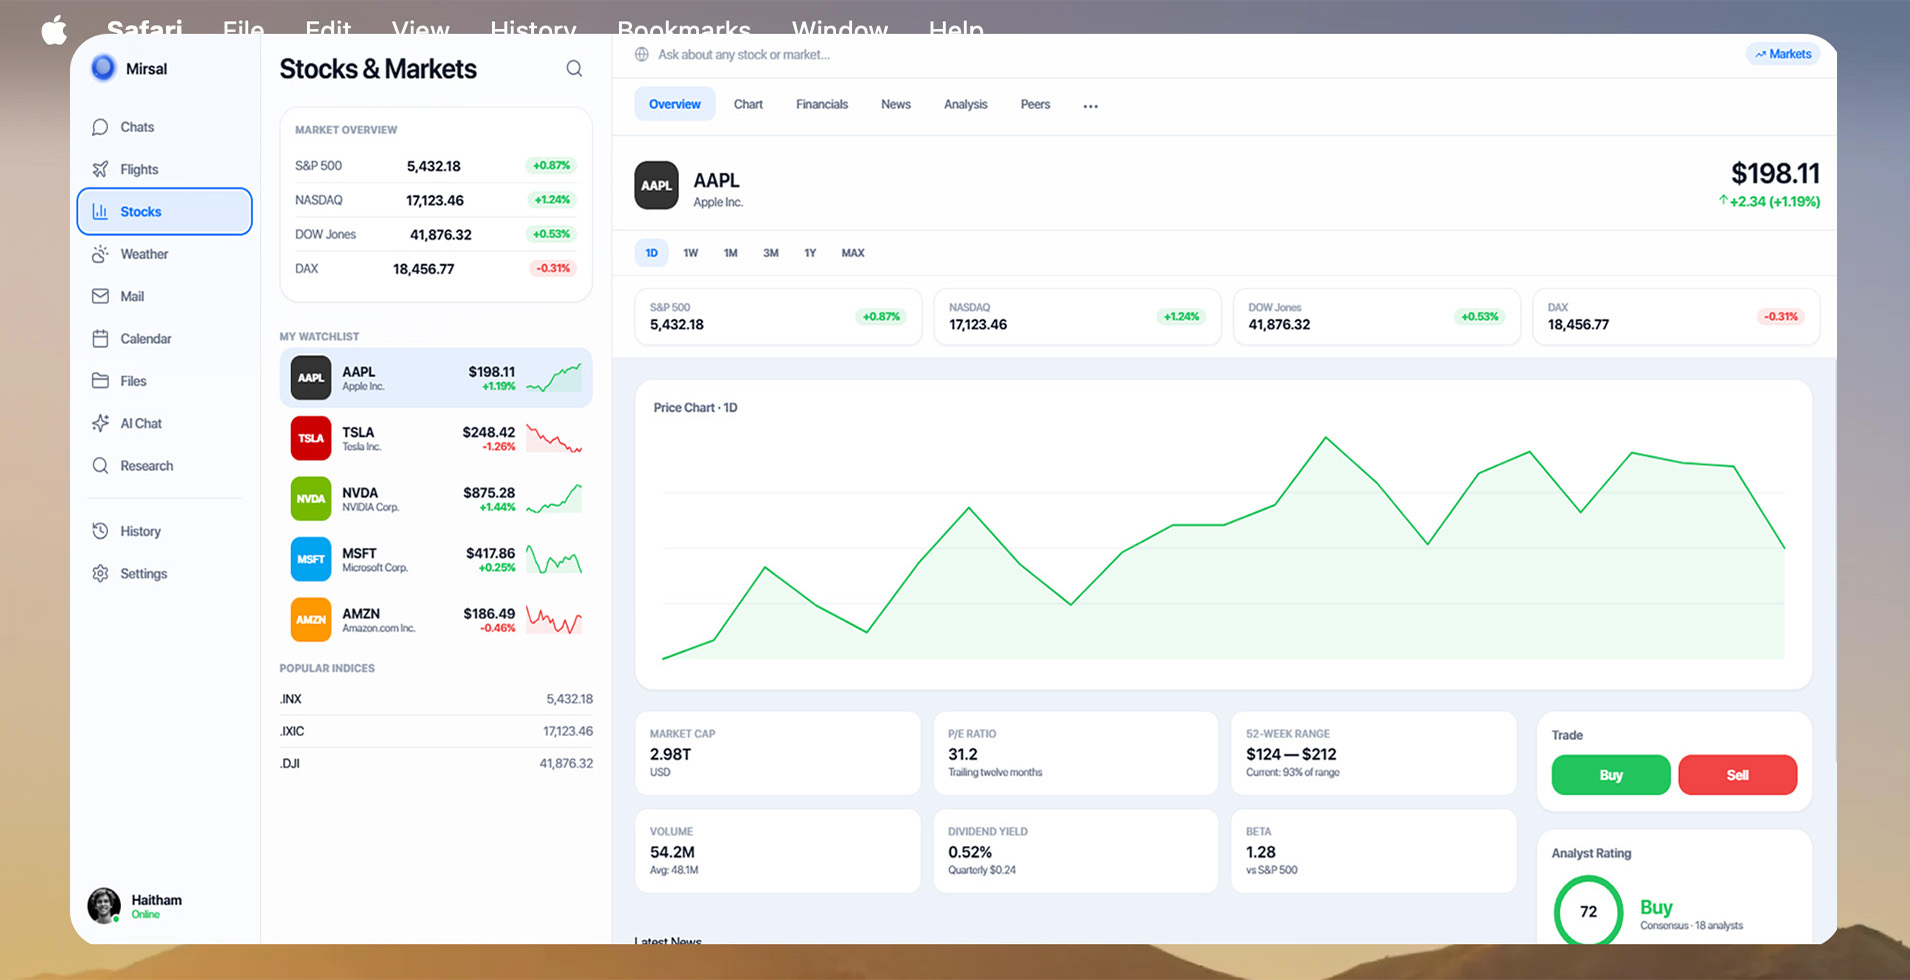 Safari File Edit View History Bookmarks Window Help
Mirsal
Chats
Flights
Stocks
Weather
Mail
Calendar
Files
AI Chat
Research
History
Settings
Haitham
Online
Stocks & Markets
MARKET OVERVIEW
S&P 500 5,432.18 +0.87%
NASDAQ 17,123.46 +1.24%
DOW Jones 41,876.32 +0.53%
DAX 18,456.77 -0.31%
MY WATCHLIST
AAPL AAPL $198.11
Apple Inc. +1.19%
TSLA TSLA $248.42
Tesla Inc. -1.26%
NVDA NVDA $875.28
NVIDIA Corp. +1.44%
MSFT MSFT $417.86
Microsoft Corp. +0.25%
AMZN AMZN $186.49
Amazon.com Inc. -0.46%
POPULAR INDICES
.INX 5,432.18
.IXIC 17,123.46
.DJI 41,876.32
Ask about any stock or market... Markets
Overview Chart Financials News Analysis Peers ...
AAPL AAPL $198.11
Apple Inc. ↑+2.34 (+1.19%)
1D 1W 1M 3M 1Y MAX
S&P 500
5,432.18 +0.87%
NASDAQ
17,123.46 +1.24%
DOW Jones
41,876.32 +0.53%
DAX
18,456.77 -0.31%
Price Chart · 1D
MARKET CAP
2.98T
USD
P/E RATIO
31.2
Trailing twelve months
52-WEEK RANGE
$124 — $212
Current: 93% of range
Trade
Buy Sell
VOLUME
54.2M
Avg: 48.1M
DIVIDEND YIELD
0.52%
Quarterly $0.24
BETA
1.28
vs S&P 500
Analyst Rating
72 Buy
Consensus · 18 analysts
Latest News